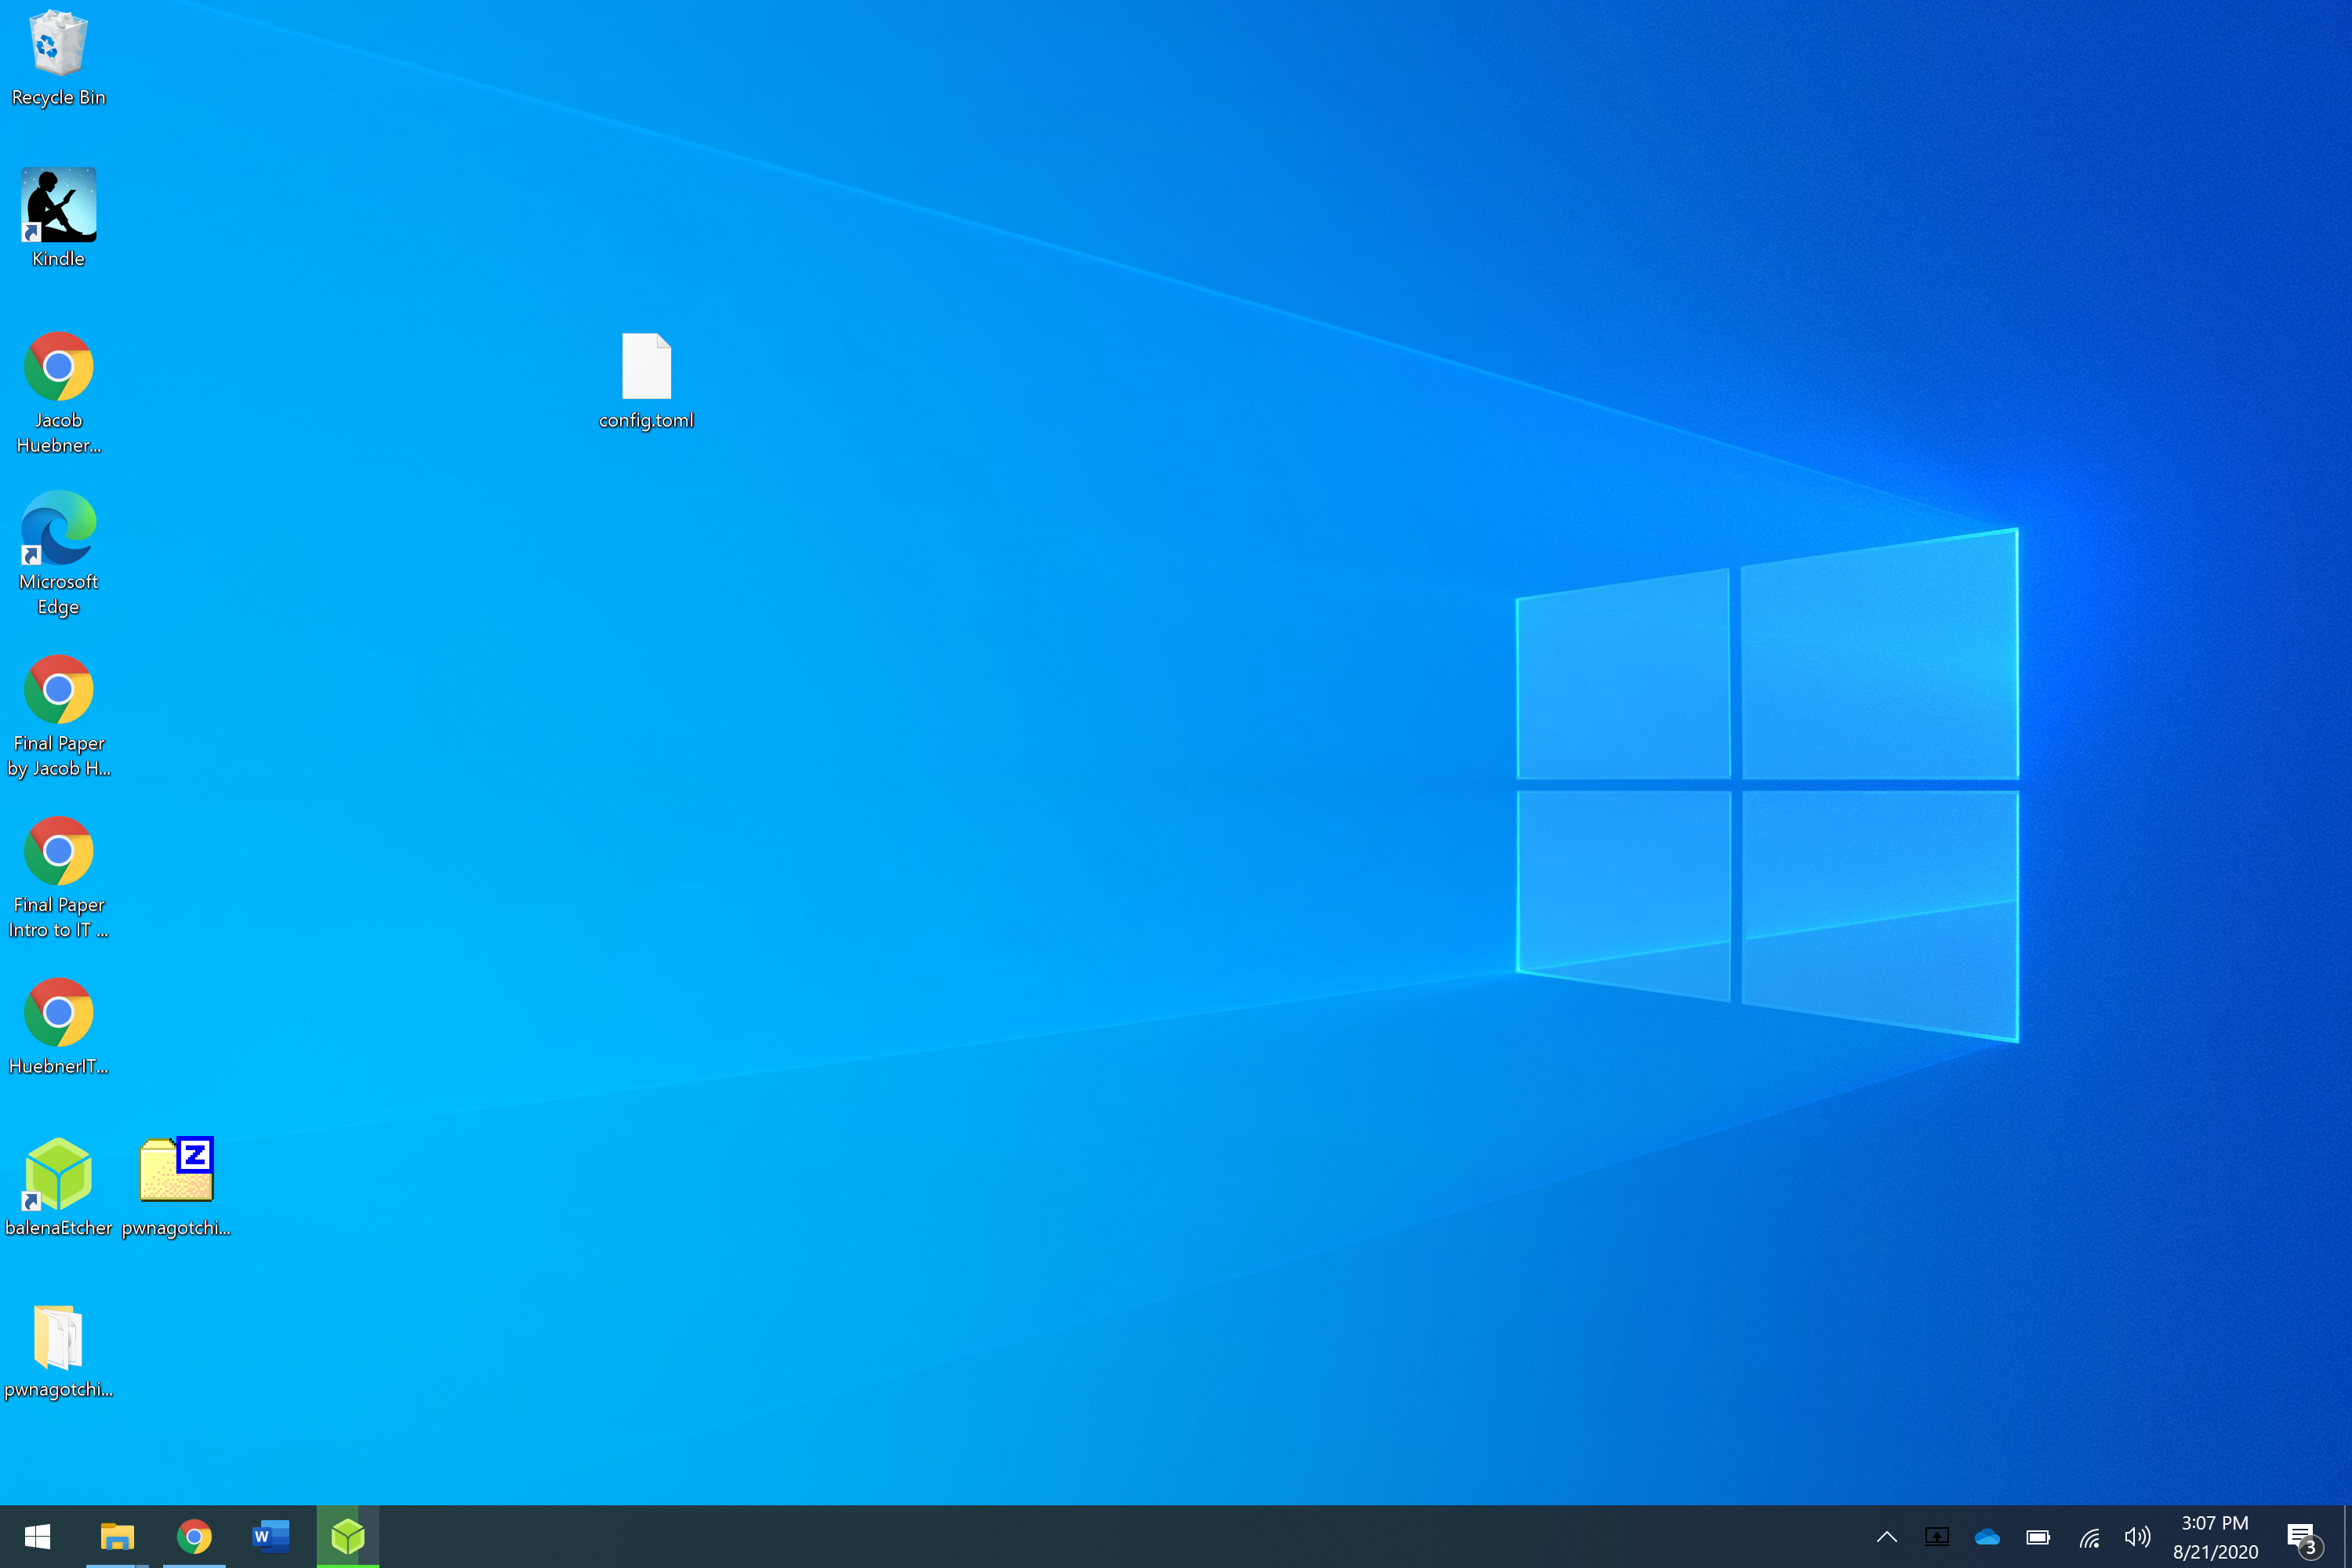 Recycle Bin
Kindle
Jacob
Huebner...
config.toml
Microsoft
Edge
Final Paper
by Jacob H...
Final Paper
Intro to IT ...
HuebnerIT...
balenaEtcher
Z
pwnagotchi...
pwnagotchi...
W
3:07 PM
8/21/2020
3